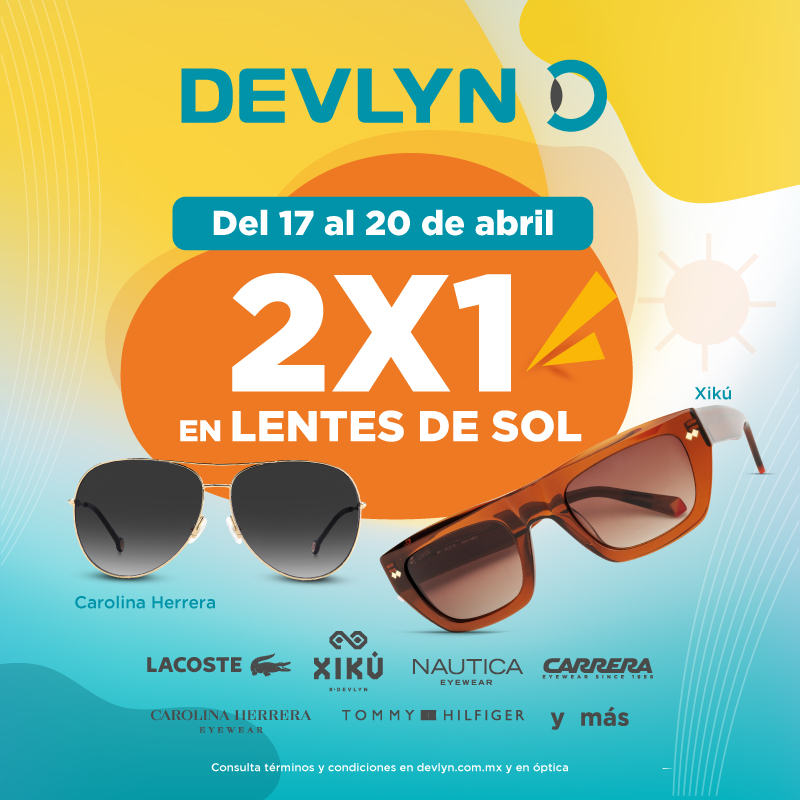 DEVLYN
Del 17 al 20 de abril
2X1
EN LENTES DE SOL
Xikú
Carolina Herrera
LACOSTE
XIKÚ
X·DEVLYN
NAUTICA
EYEWEAR
CARRERA
EYEWEAR SINCE 1956
CAROLINA HERRERA
EYEWEAR
TOMMY HILFIGER
y más
Consulta términos y condiciones en devlyn.com.mx y en óptica